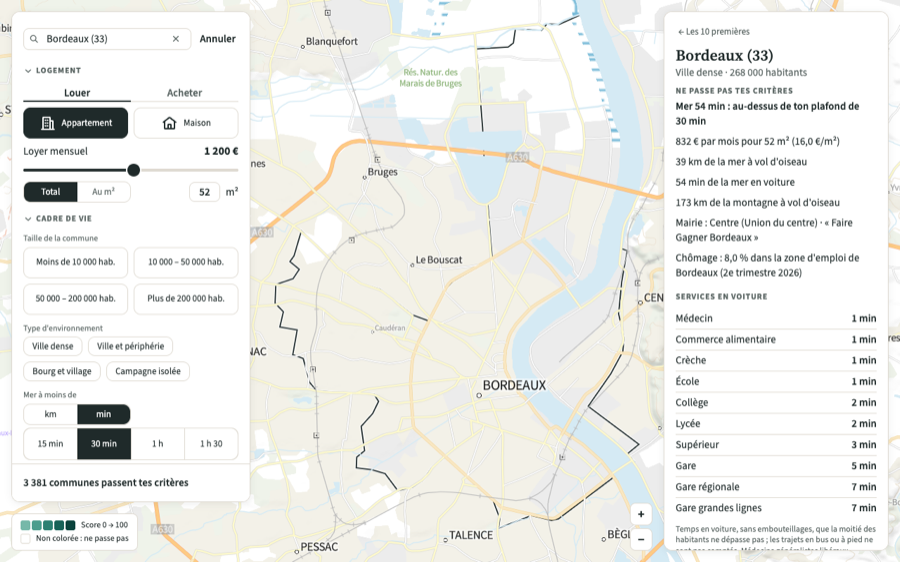 Bordeaux (33)
Annuler
LOGEMENT
Louer
Acheter
Appartement
Maison
Loyer mensuel
1 200 €
Total
Au m²
52
m²
CADRE DE VIE
Taille de la commune
Moins de 10 000 hab.
10 000 – 50 000 hab.
50 000 – 200 000 hab.
Plus de 200 000 hab.
Type d'environnement
Ville dense
Ville et périphérie
Bourg et village
Campagne isolée
Mer à moins de
km
min
15 min
30 min
1 h
1 h 30
3 381 communes passent tes critères
Score 0 → 100
Non colorée : ne passe pas
Blanquefort
Rés. Natur. des
Marais de Bruges
A630
Bruges
A630
Le Bouscat
Caudéran
BORDEAUX
CEN
NAC
nes
TALENCE
BÈGL
PESSAC
A630
+
−
← Les 10 premières
Bordeaux (33)
Ville dense · 268 000 habitants
NE PASSE PAS TES CRITÈRES
Mer 54 min : au-dessus de ton plafond de
30 min
832 € par mois pour 52 m² (16,0 €/m²)
39 km de la mer à vol d'oiseau
54 min de la mer en voiture
173 km de la montagne à vol d'oiseau
Mairie : Centre (Union du centre) · « Faire
Gagner Bordeaux »
Chômage : 8,0 % dans la zone d'emploi de
Bordeaux (2e trimestre 2026)
SERVICES EN VOITURE
Médecin 1 min
Commerce alimentaire 1 min
Crèche 1 min
École 1 min
Collège 2 min
Lycée 2 min
Supérieur 3 min
Gare 5 min
Gare régionale 7 min
Gare grandes lignes 7 min
Temps en voiture, sans embouteillages, que la moitié des
habitants ne dépasse pas ; les trajets en bus ou à pied ne